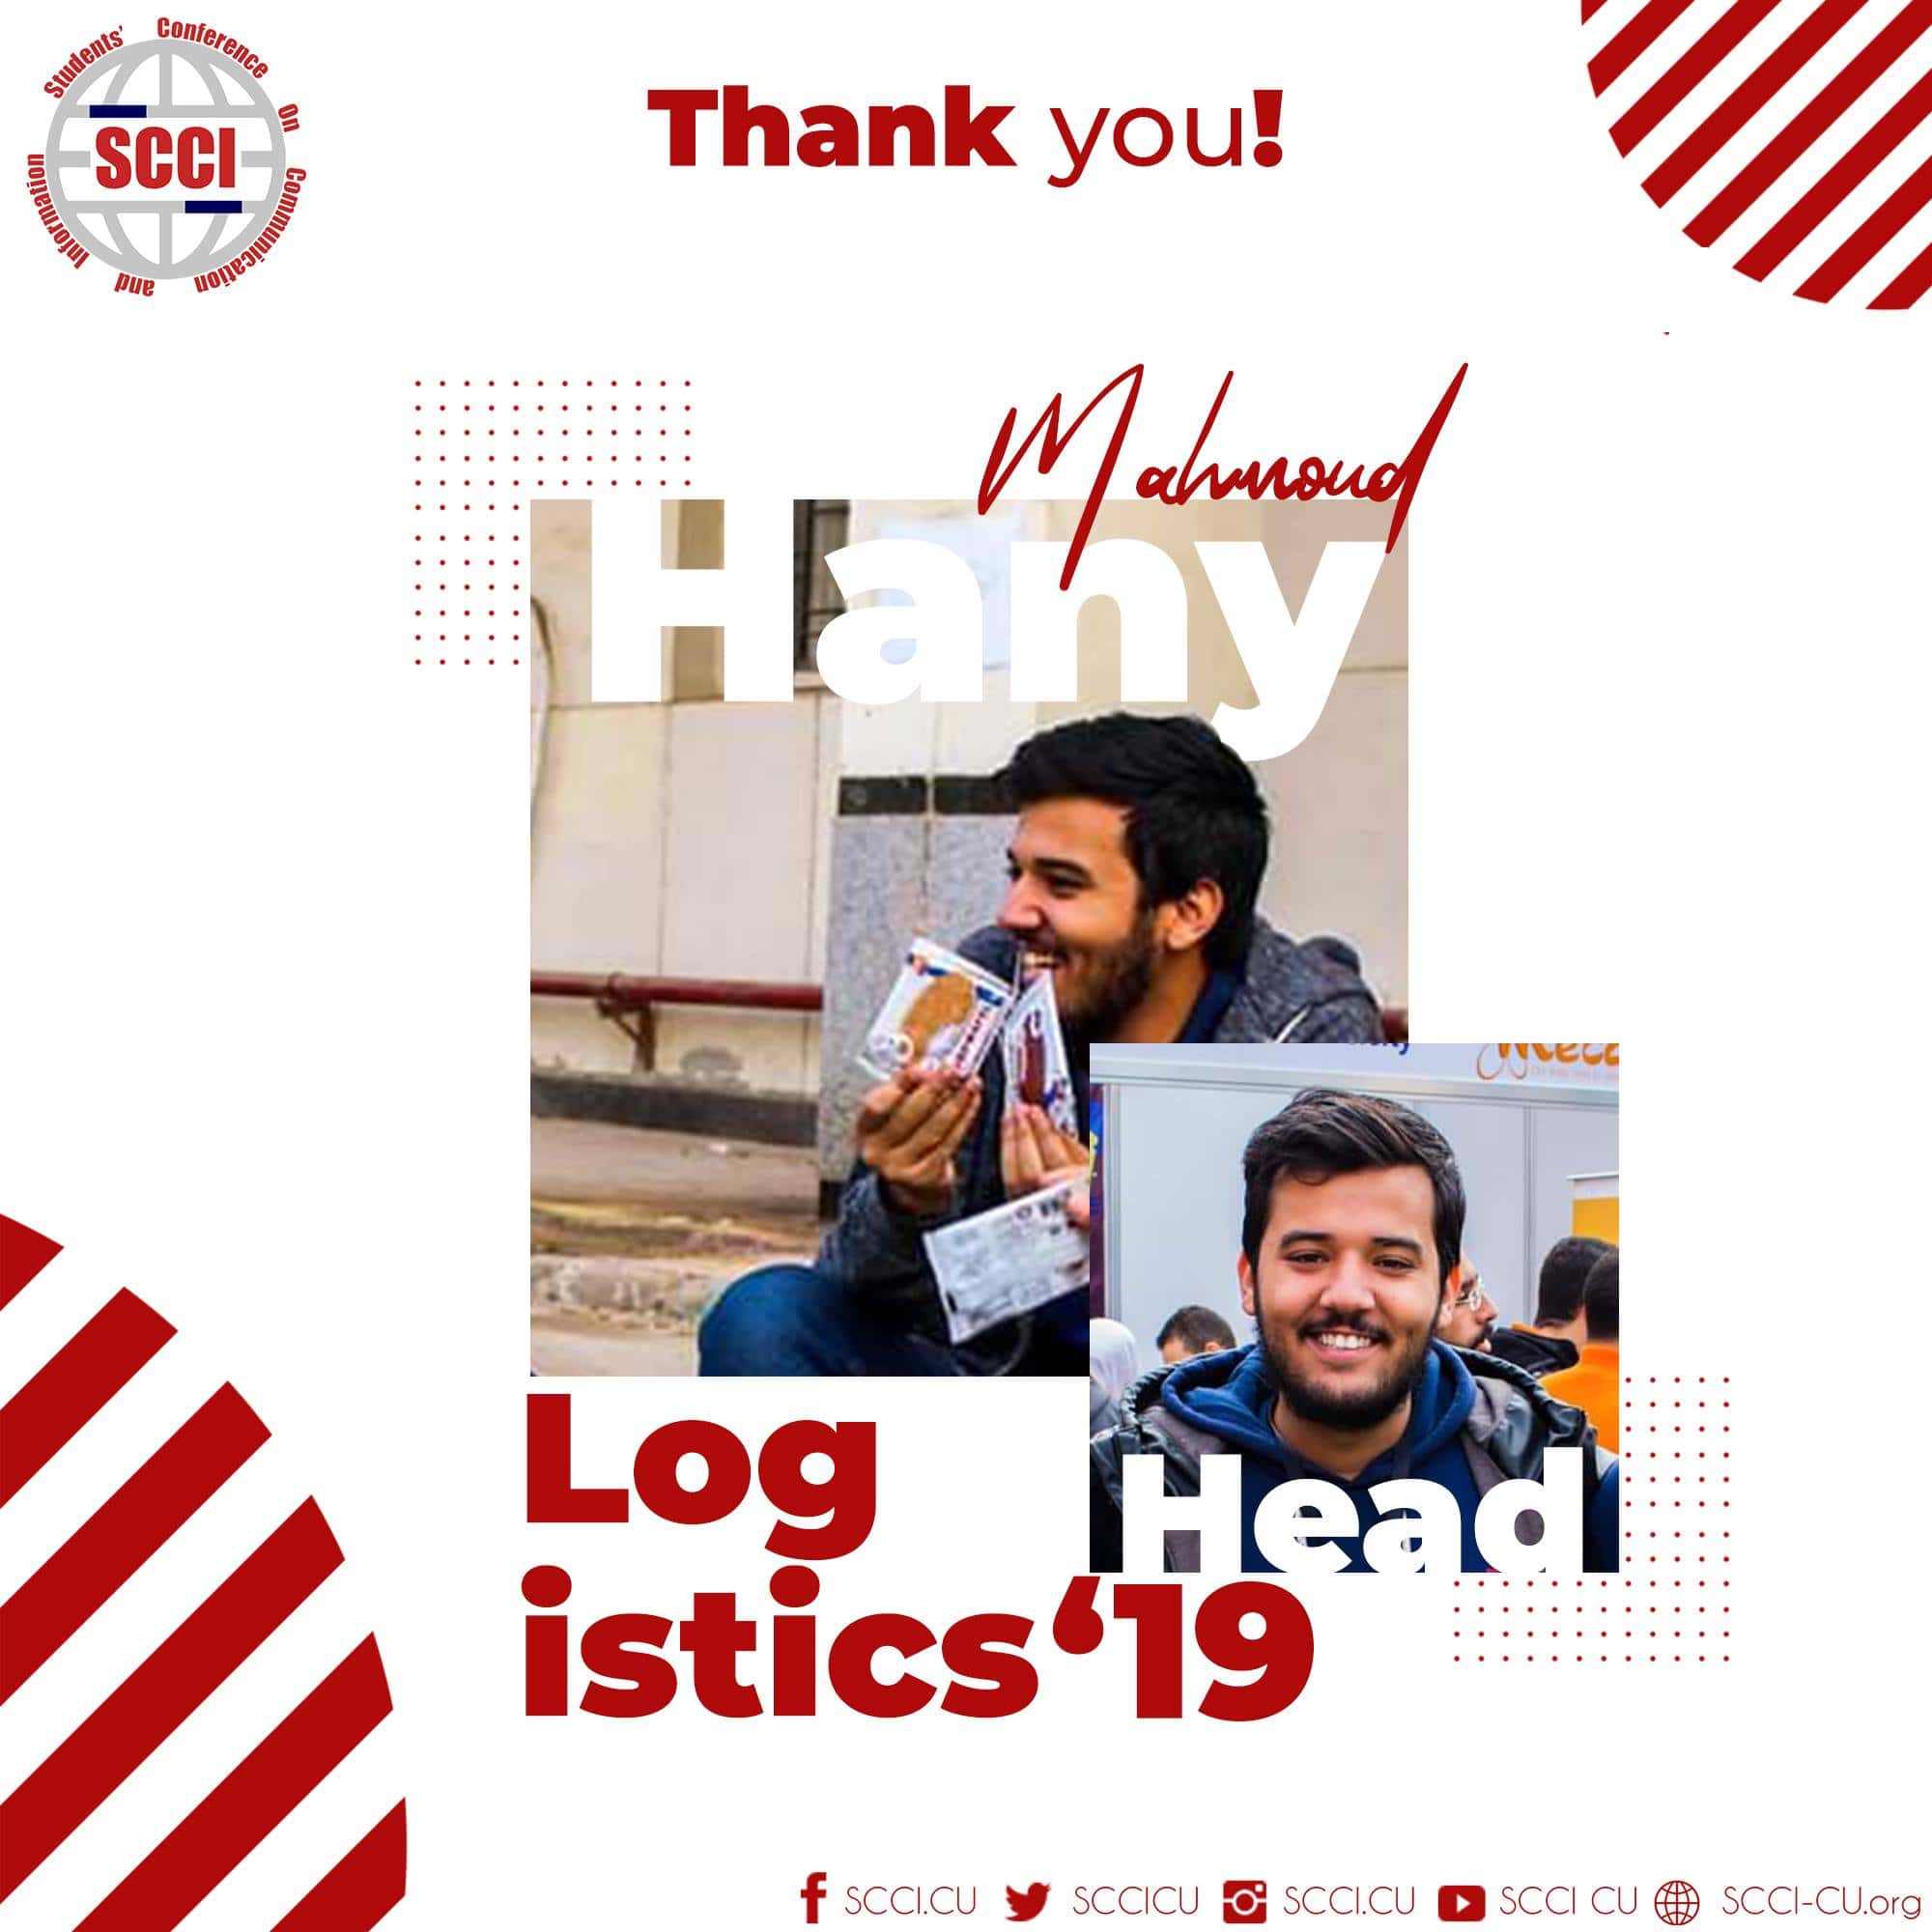 Students' Conference On Communication and Information
SCCI
Thank you!
Mahmoud
Hany
Head
Log
istics‘19
SCCI.CU SCCICU SCCI.CU SCCI CU SCCI-CU.org